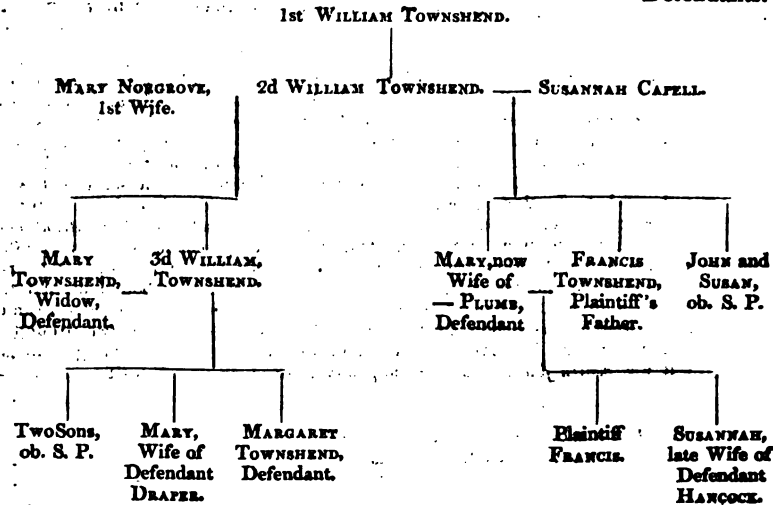 Defendants.
1st WILLIAM TOWNSHEND.
MARY NORGROVE, 2d WILLIAM TOWNSHEND. — SUSANNAH CAPELL.
1st Wife.
MARY 3d WILLIAM, MARY, now FRANCIS JOHN and
TOWNSHEND, — TOWNSHEND. Wife of — TOWNSHEND, SUSAN,
Widow, — PLUMB, Plaintiff's ob. S. P.
Defendant. Defendant Father.
Two Sons, MARY, MARGARET Plaintiff SUSANNAH,
ob. S. P. Wife of TOWNSHEND, FRANCIS. late Wife of
Defendant Defendant. Defendant
DRAPER. HANCOCK.